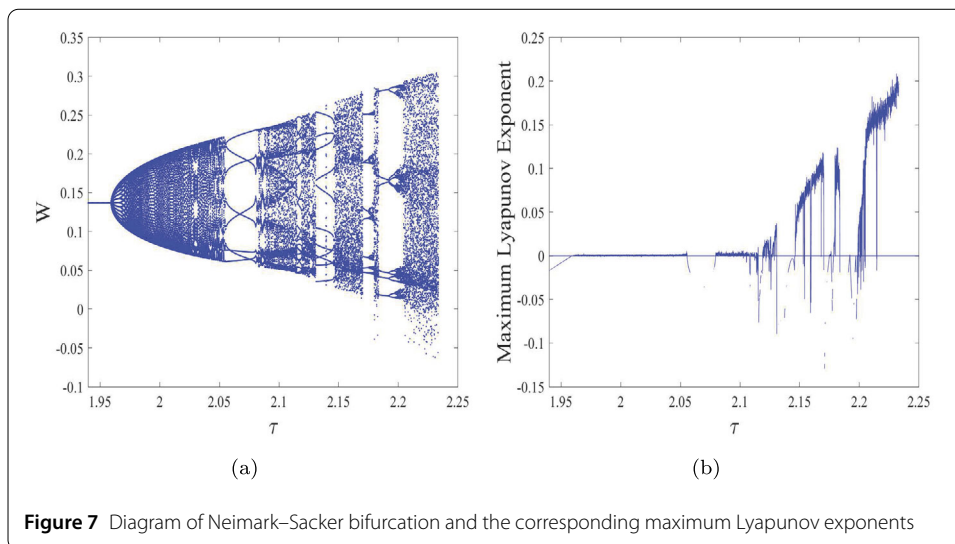 0.35
0.3
0.25
0.2
0.15
0.1
0.05
0
-0.05
-0.1
W
1.95 2 2.05 2.1 2.15 2.2 2.25
τ
(a)
0.25
0.2
0.15
0.1
0.05
0
-0.05
-0.1
-0.15
Maximum Lyapunov Exponent
1.95 2 2.05 2.1 2.15 2.2 2.25
τ
(b)
Figure 7 Diagram of Neimark–Sacker bifurcation and the corresponding maximum Lyapunov exponents